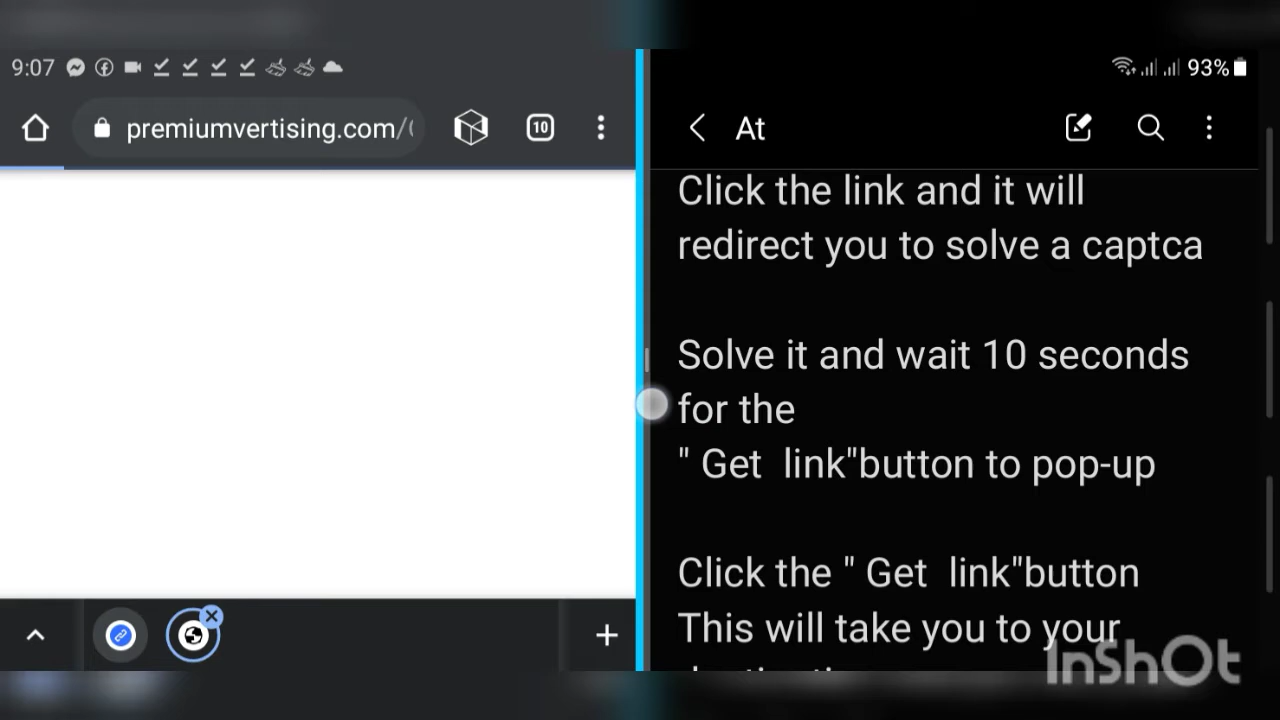 9:07
93%
premiumvertising.com/
10
At
Click the link and it will
redirect you to solve a captca
Solve it and wait 10 seconds
for the
" Get link"button to pop-up
Click the " Get link"button
This will take you to your
InShOt